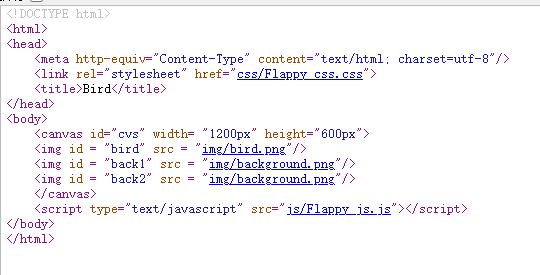 <!DOCTYPE html>
<html>
<head>
<meta http-equiv="Content-Type" content="text/html; charset=utf-8"/>
<link rel="stylesheet" href="css/Flappy_css.css">
<title>Bird</title>
</head>
<body>
<canvas id="cvs" width= "1200px" height="600px">
<img id = "bird" src = "img/bird.png"/>
<img id = "back1" src = "img/background.png"/>
<img id = "back2" src = "img/background.png"/>
</canvas>
<script type="text/javascript" src="js/Flappy_js.js"></script>
</body>
</html>